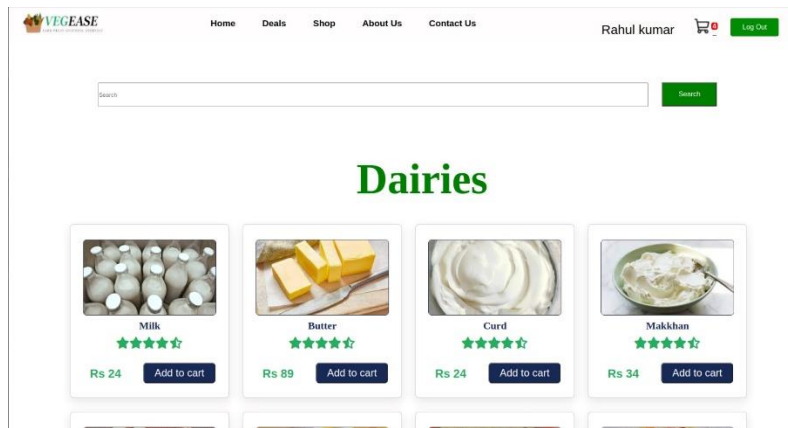 VEGEASE
Home Deals Shop About Us Contact Us
Rahul kumar
Log Out
Search
Search
Dairies
Milk
Butter
Curd
Makkhan
Rs 24 Add to cart
Rs 89 Add to cart
Rs 24 Add to cart
Rs 34 Add to cart